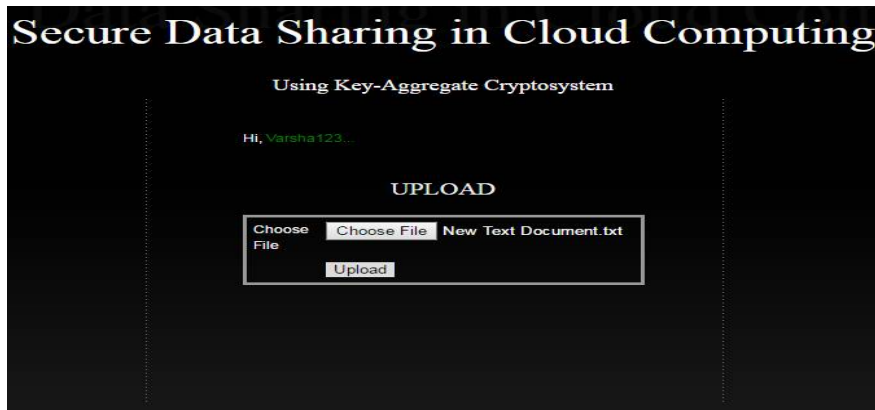 Secure Data Sharing in Cloud Computing
Using Key-Aggregate Cryptosystem
Hi, Varsha123...
UPLOAD
Choose File
Choose File New Text Document.txt
Upload